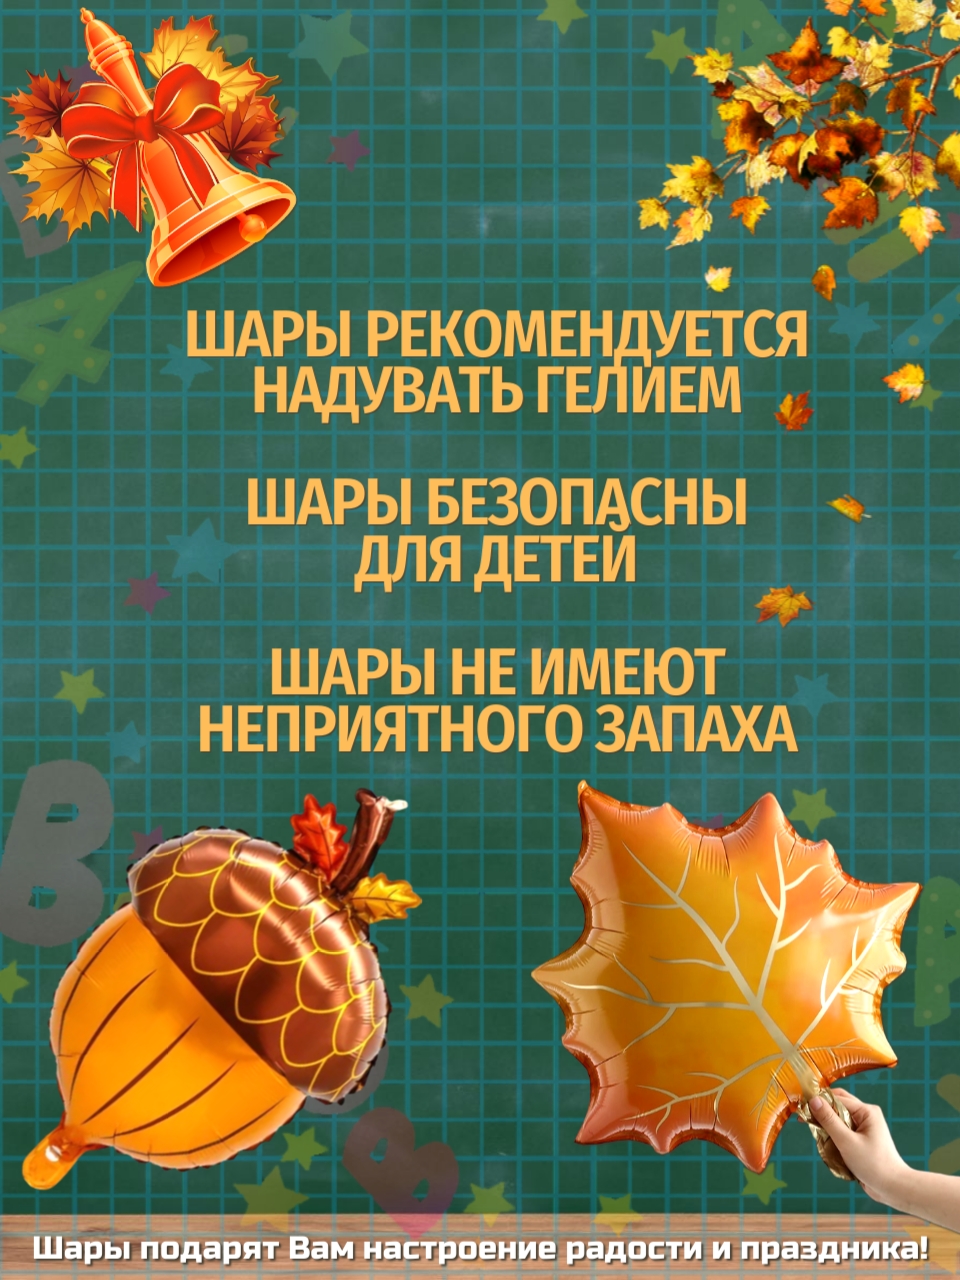 ШАРЫ РЕКОМЕНДУЕТСЯ
НАДУВАТЬ ГЕЛИЕМ
ШАРЫ БЕЗОПАСНЫ
ДЛЯ ДЕТЕЙ
ШАРЫ НЕ ИМЕЮТ
НЕПРИЯТНОГО ЗАПАХА
Шары подарят Вам настроение радости и праздника!